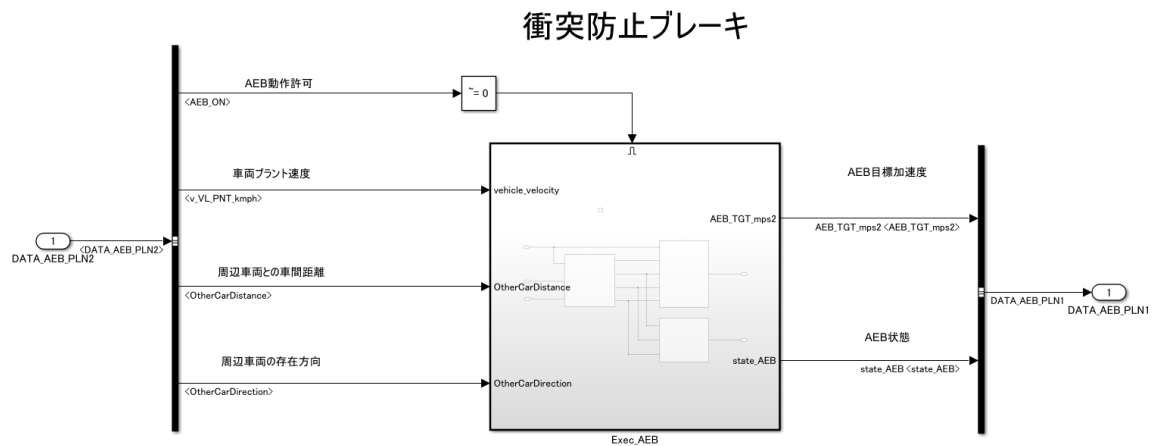 衝突防止ブレーキ
AEB動作許可
<AEB_ON>
~= 0
車両プラント速度
<v_VL_PNT_kmph>
vehicle_velocity
AEB目標加速度
AEB_TGT_mps2
AEB_TGT_mps2 <AEB_TGT_mps2>
1
<DATA_AEB_PLN2>
DATA_AEB_PLN2
周辺車両との車間距離
<OtherCarDistance>
OtherCarDistance
DATA_AEB_PLN1
1
DATA_AEB_PLN1
周辺車両の存在方向
<OtherCarDirection>
OtherCarDirection
AEB状態
state_AEB
state_AEB <state_AEB>
Exec_AEB